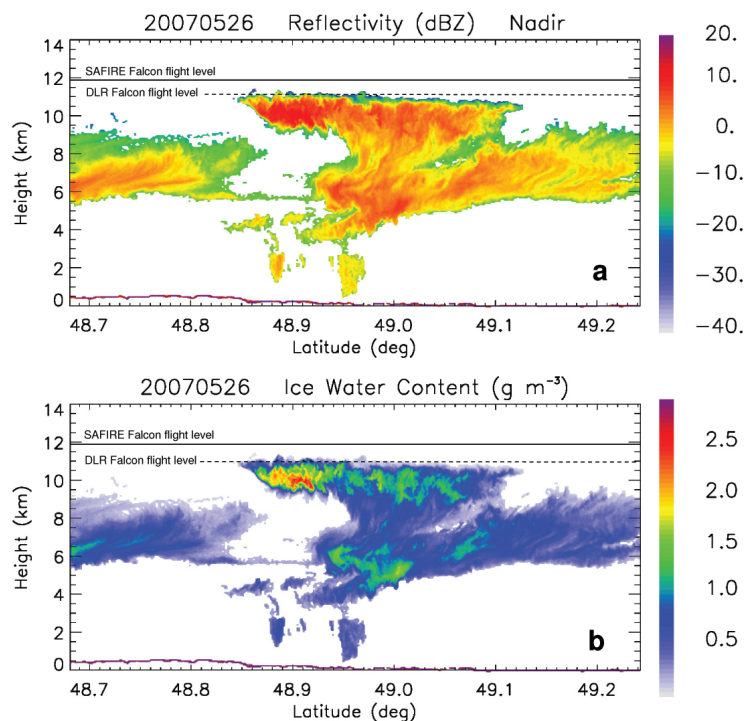 20070526 Reflectivity (dBZ) Nadir
14
12
10
8
6
4
2
0
Height (km)
SAFIRE Falcon flight level
DLR Falcon flight level
a
48.7 48.8 48.9 49.0 49.1 49.2
Latitude (deg)
20.
10.
0.
−10.
−20.
−30.
−40.
20070526 Ice Water Content (g m⁻³)
14
12
10
8
6
4
2
0
Height (km)
SAFIRE Falcon flight level
DLR Falcon flight level
b
48.7 48.8 48.9 49.0 49.1 49.2
Latitude (deg)
2.5
2.0
1.5
1.0
0.5